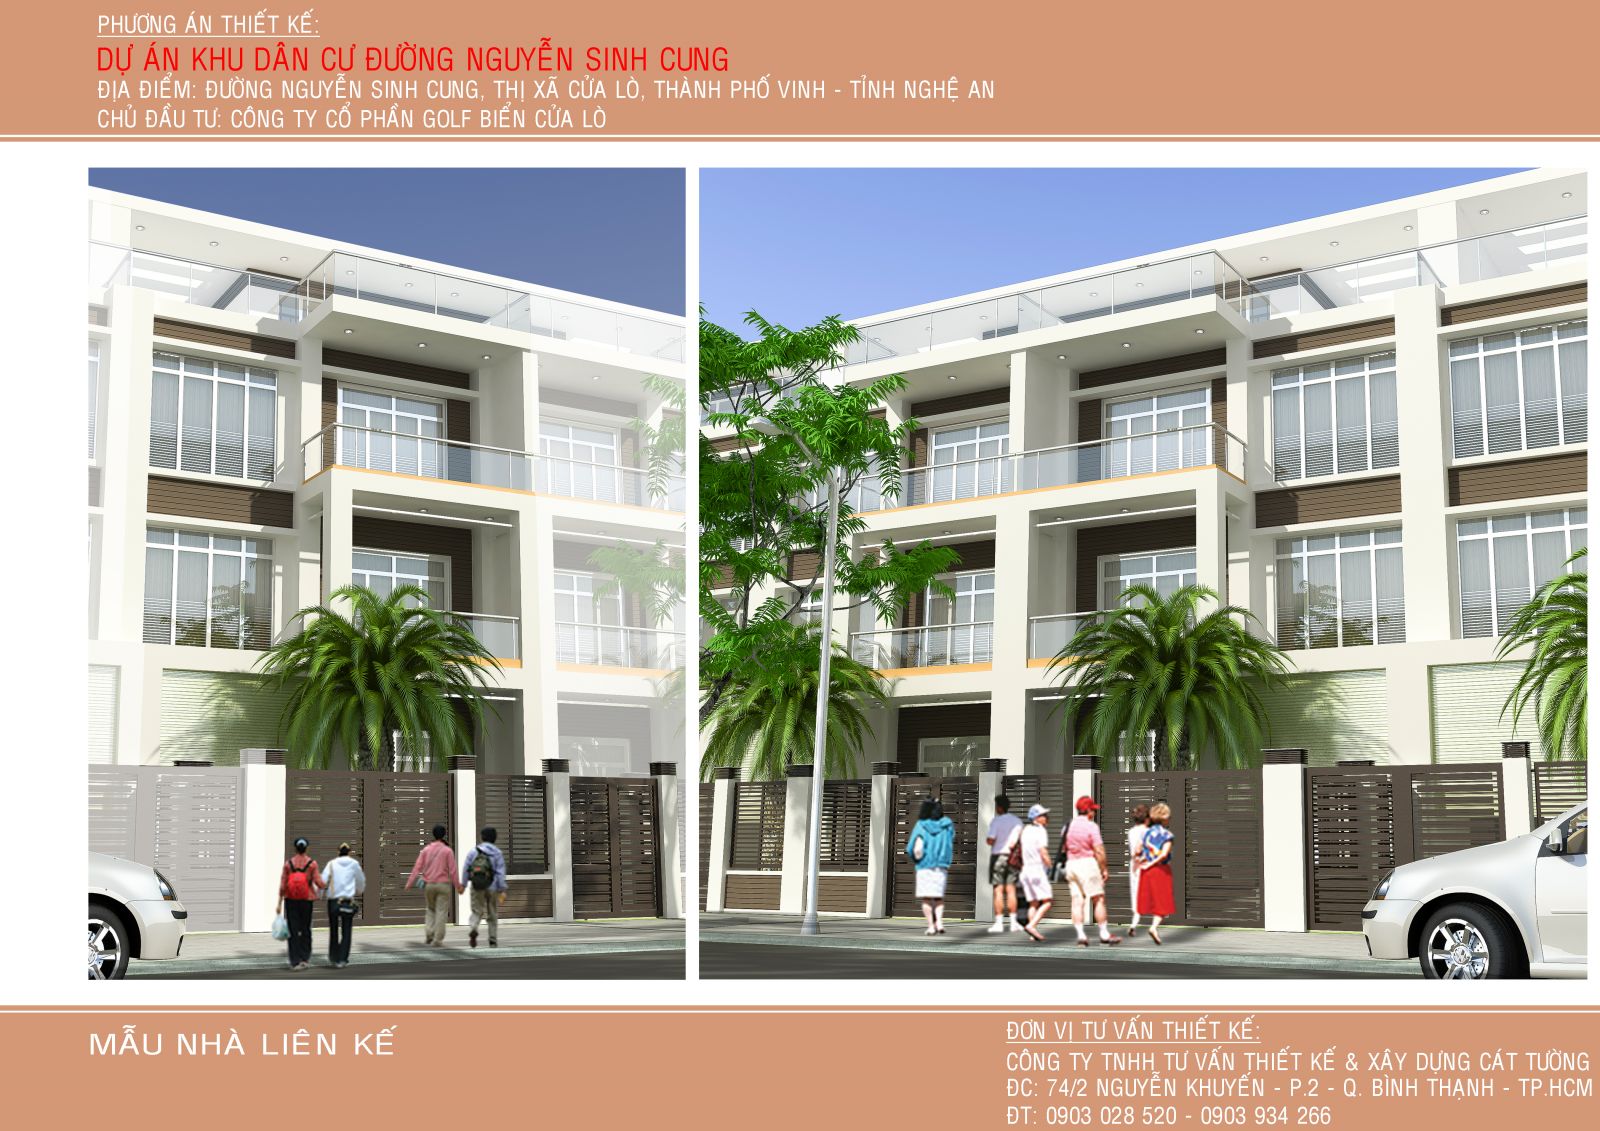 PHƯƠNG ÁN THIẾT KẾ:
DỰ ÁN KHU DÂN CƯ ĐƯỜNG NGUYỄN SINH CUNG
ĐỊA ĐIỂM: ĐƯỜNG NGUYỄN SINH CUNG, THỊ XÃ CỬA LÒ, THÀNH PHỐ VINH - TỈNH NGHỆ AN
CHỦ ĐẦU TƯ: CÔNG TY CỔ PHẦN GOLF BIỂN CỬA LÒ
MẪU NHÀ LIÊN KẾ
ĐƠN VỊ TƯ VẤN THIẾT KẾ:
CÔNG TY TNHH TƯ VẤN THIẾT KẾ & XÂY DỰNG CÁT TƯỜNG
ĐC: 74/2 NGUYỄN KHUYẾN - P.2 - Q. BÌNH THẠNH - TP.HCM
ĐT: 0903 028 520 - 0903 934 266